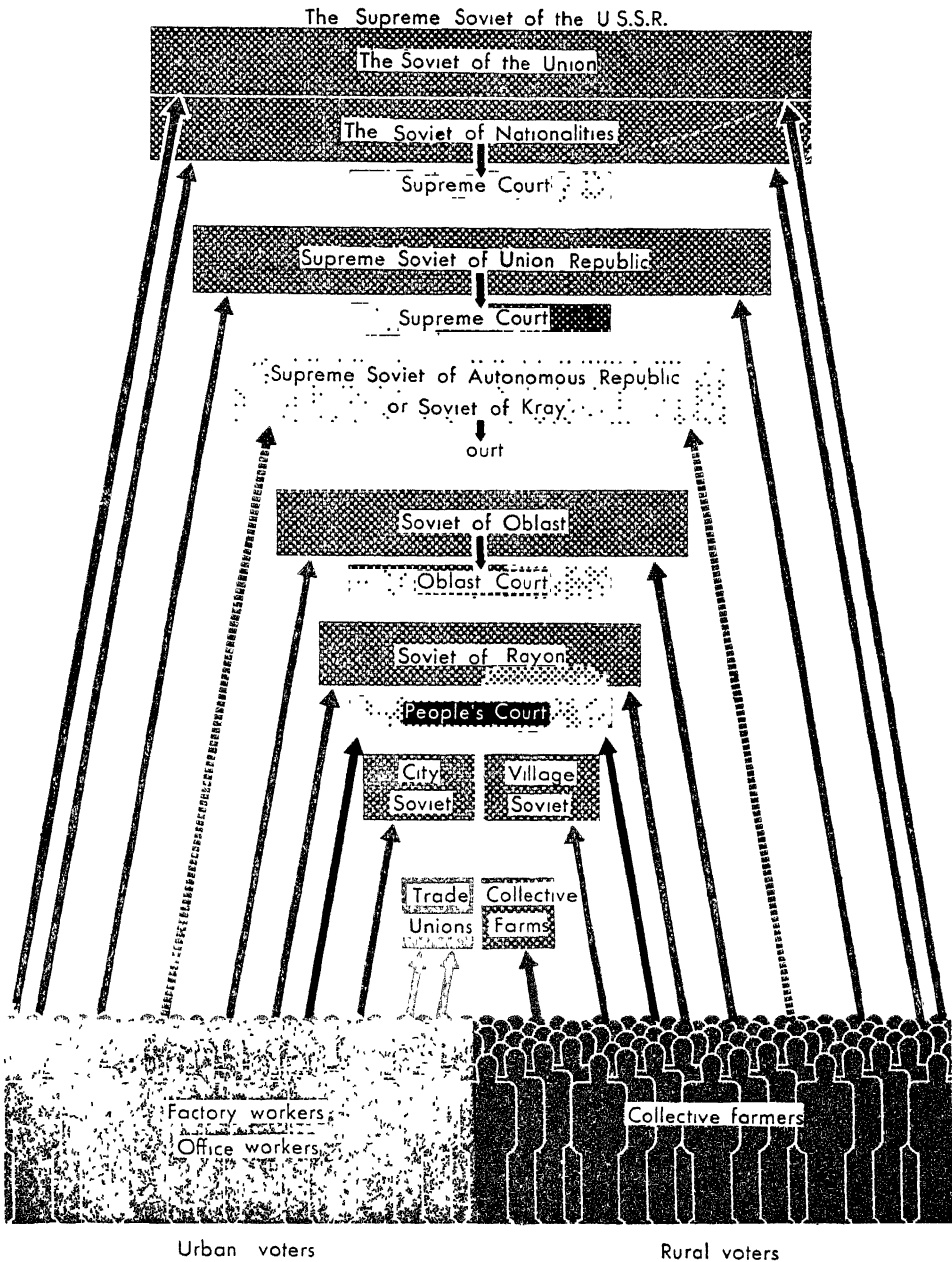 The Supreme Soviet of the U S.S.R.
The Soviet of the Union
The Soviet of Nationalities
Supreme Court
Supreme Soviet of Union Republic
Supreme Court
Supreme Soviet of Autonomous Republic
or Soviet of Kray
ourt
Soviet of Oblast
Oblast Court
Soviet of Rayon
People's Court
City
Soviet
Village
Soviet
Trade
Unions
Collective
Farms
Factory workers
Office workers
Collective farmers
Urban voters
Rural voters